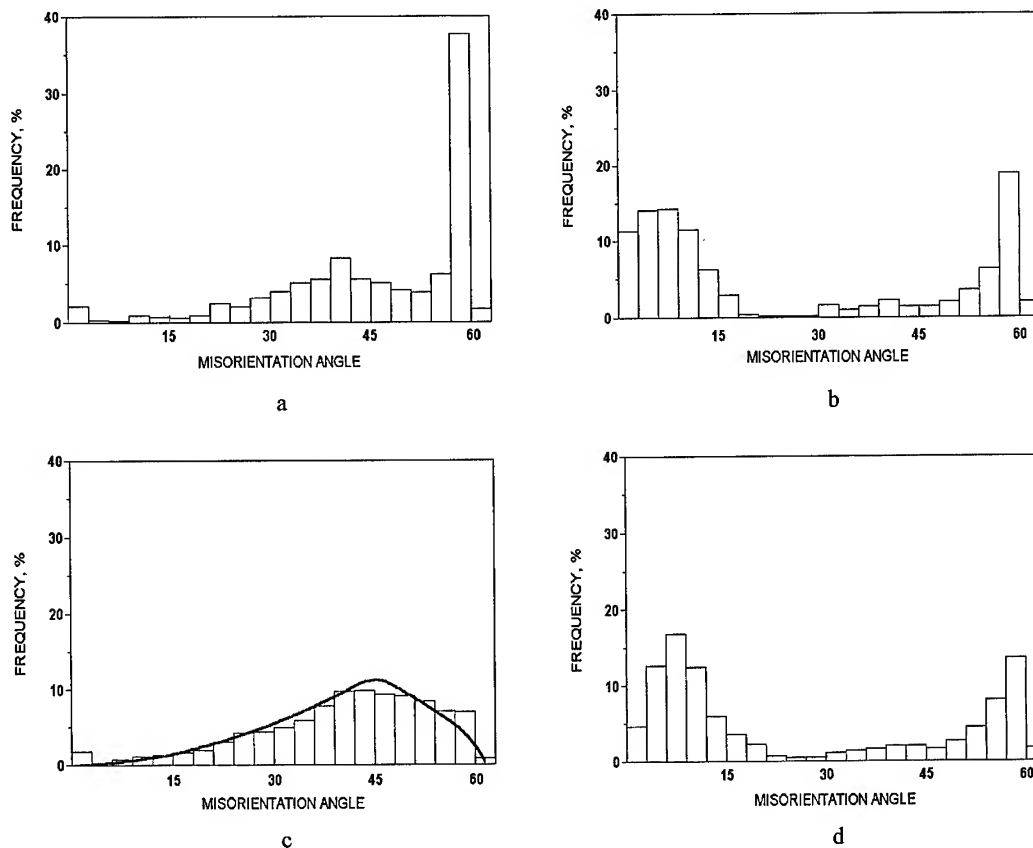 40
30
20
10
0
FREQUENCY, %
15 30 45 60
MISORIENTATION ANGLE
a
40
30
20
10
0
FREQUENCY, %
15 30 45 60
MISORIENTATION ANGLE
b
40
30
20
10
0
FREQUENCY, %
15 30 45 60
MISORIENTATION ANGLE
c
40
30
20
10
0
FREQUENCY, %
15 30 45 60
MISORIENTATION ANGLE
d